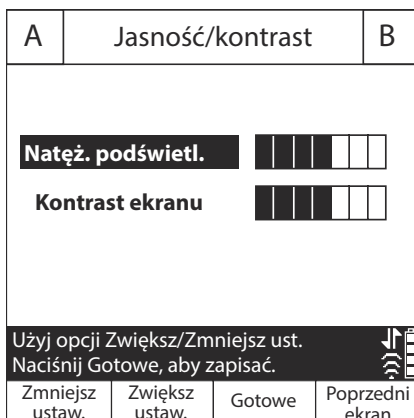 A Jasność/kontrast B
Natęż. podświetl.
Kontrast ekranu
Użyj opcji Zwiększ/Zmniejsz ust.
Naciśnij Gotowe, aby zapisać.
Zmniejsz ustaw.
Zwiększ ustaw.
Gotowe
Poprzedni ekran